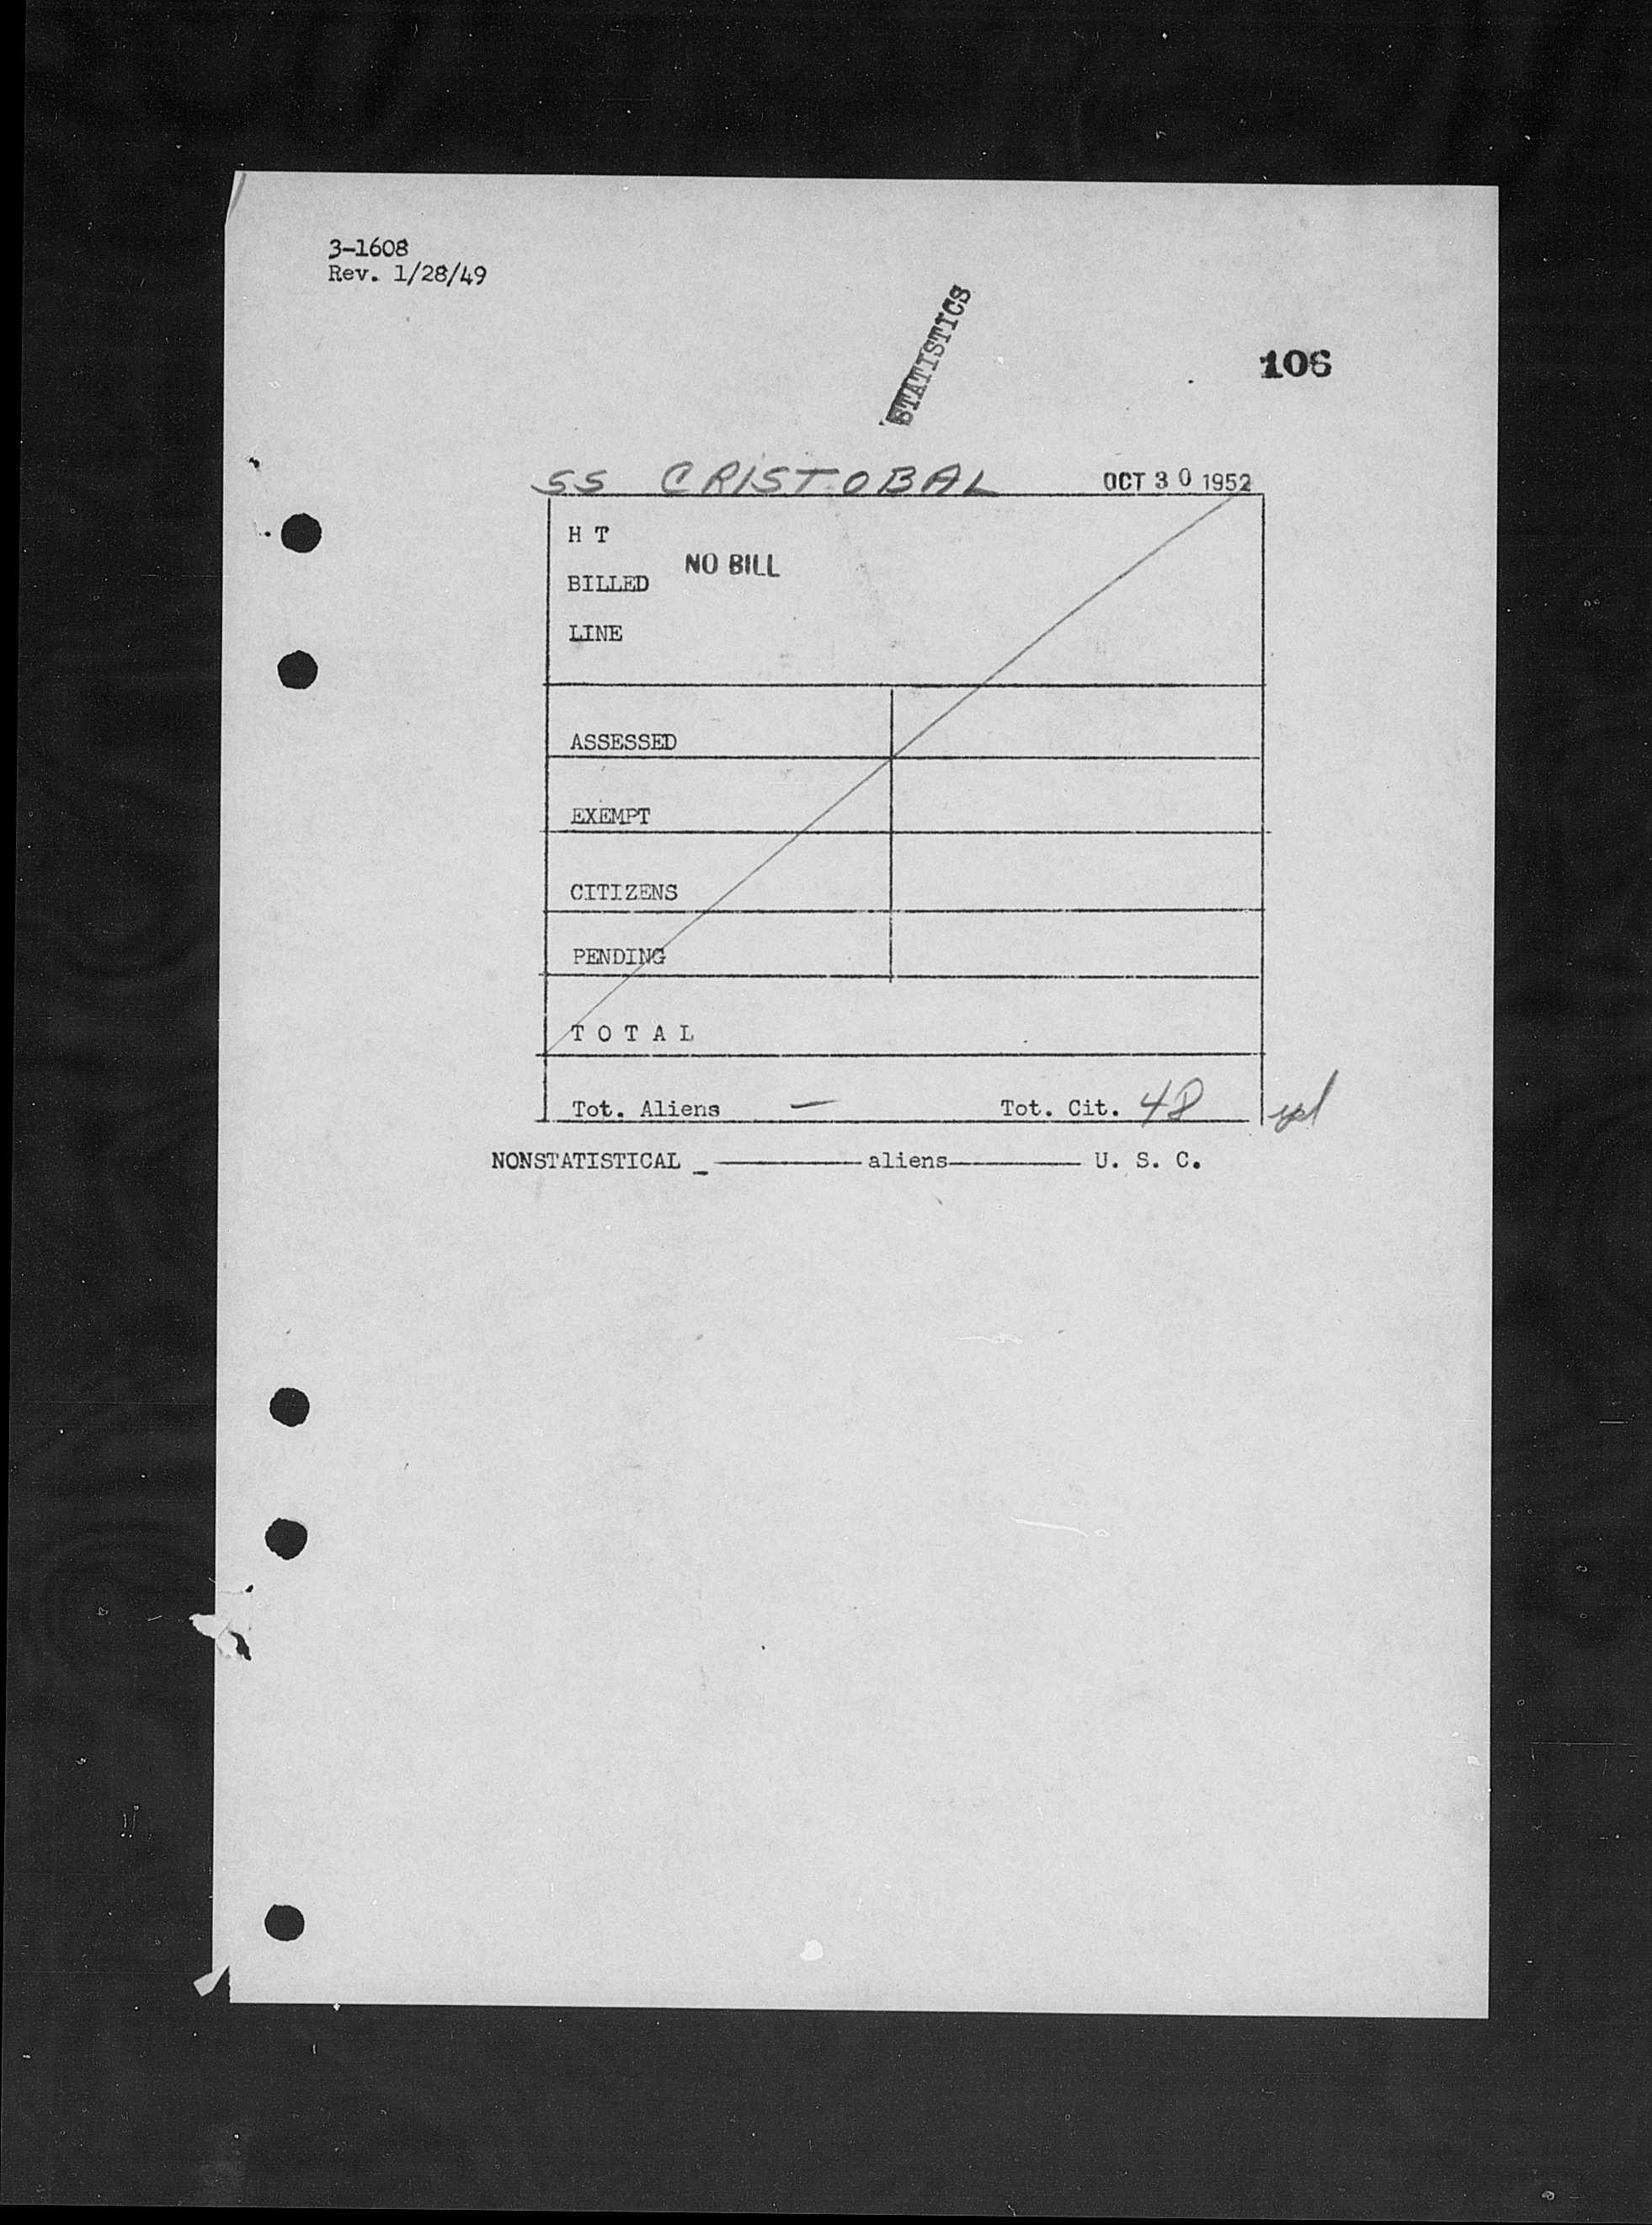 3-1608
Rev. 1/28/49
STATISTICS
106
SS CRISTOBAL OCT 30 1952
H T
NO BILL
BILLED
LINE
ASSESSED
EXEMPT
CITIZENS
PENDING
T O T A L
Tot. Aliens — Tot. Cit. 48
NONSTATISTICAL _ ——— aliens——— U. S. C.